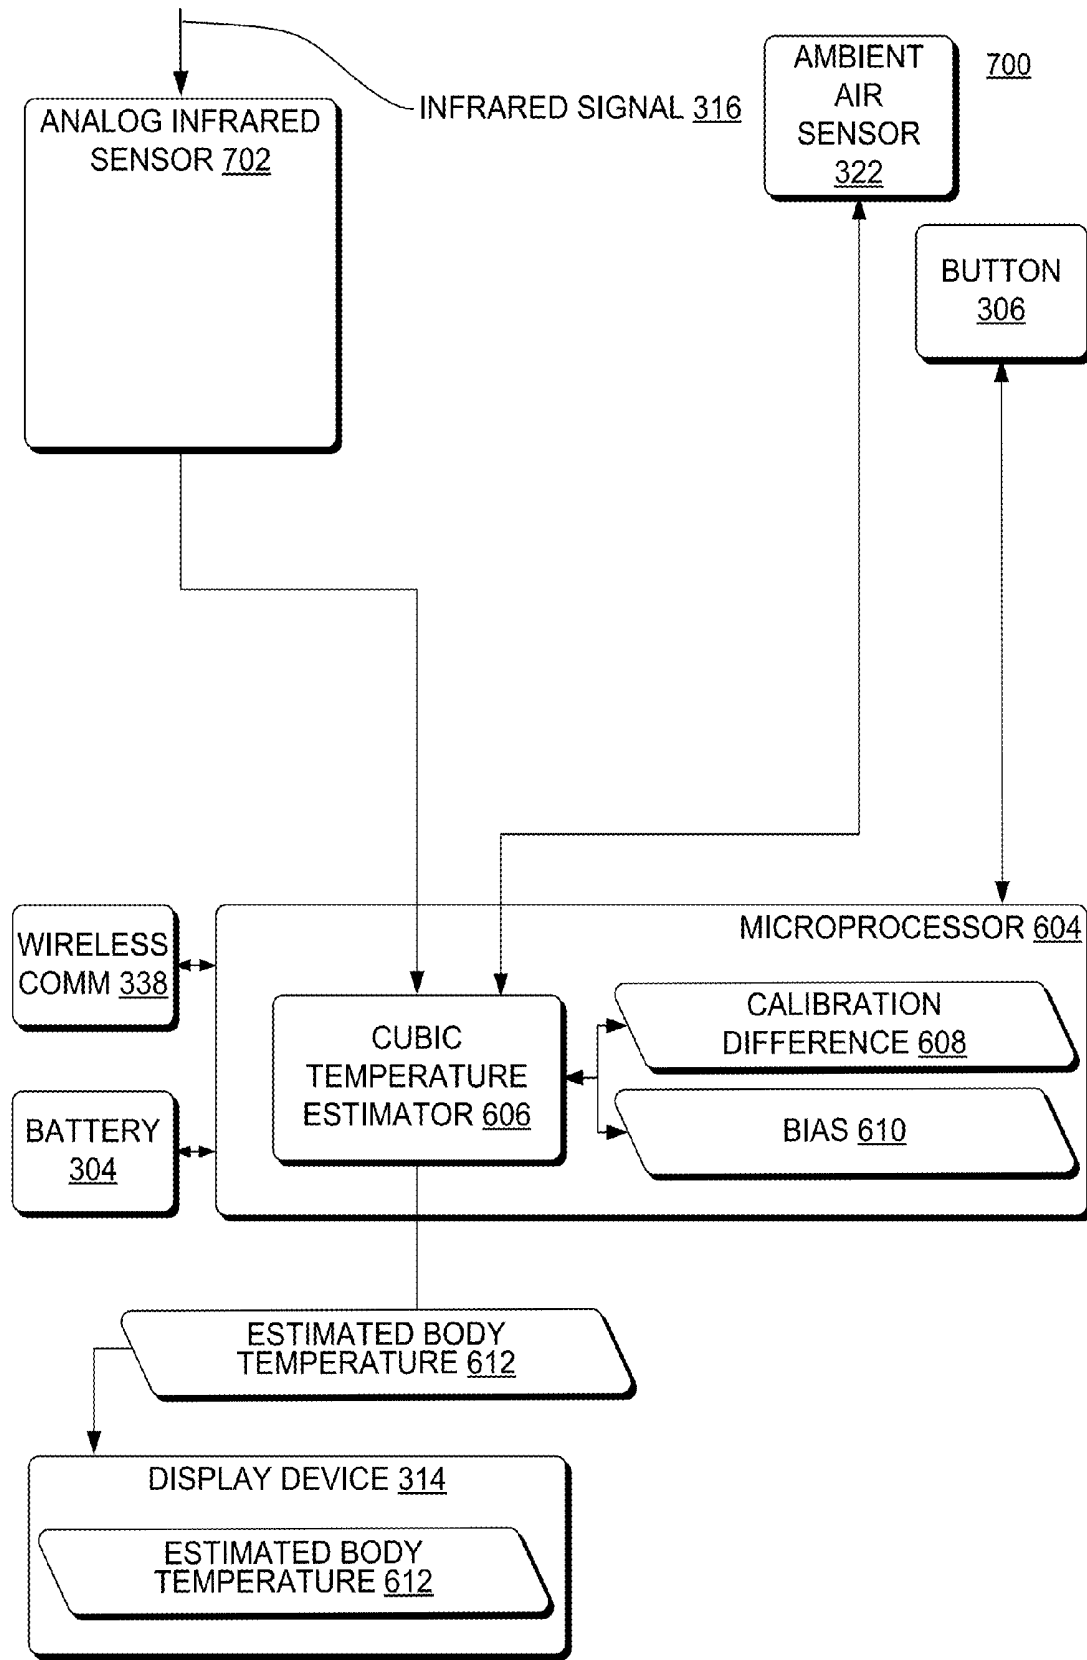 ANALOG INFRARED
SENSOR 702
INFRARED SIGNAL 316
AMBIENT
AIR
SENSOR
322
700
BUTTON
306
MICROPROCESSOR 604
WIRELESS
COMM 338
CUBIC
TEMPERATURE
ESTIMATOR 606
CALIBRATION
DIFFERENCE 608
BIAS 610
BATTERY
304
ESTIMATED BODY
TEMPERATURE 612
DISPLAY DEVICE 314
ESTIMATED BODY
TEMPERATURE 612